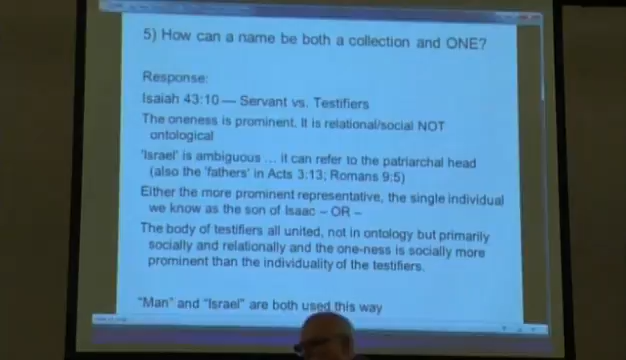 5) How can a name be both a collection and ONE?
Response:
Isaiah 43:10 — Servant vs. Testifiers
The oneness is prominent. It is relational/social NOT
ontological
'Israel' is ambiguous ... it can refer to the patriarchal head
(also the 'fathers' in Acts 3:13; Romans 9:5)
Either the more prominent representative, the single individual
we know as the son of Isaac – OR –
The body of testifiers all united, not in ontology but primarily
socially and relationally and the one-ness is socially more
prominent than the individuality of the testifiers.
"Man" and "Israel" are both used this way